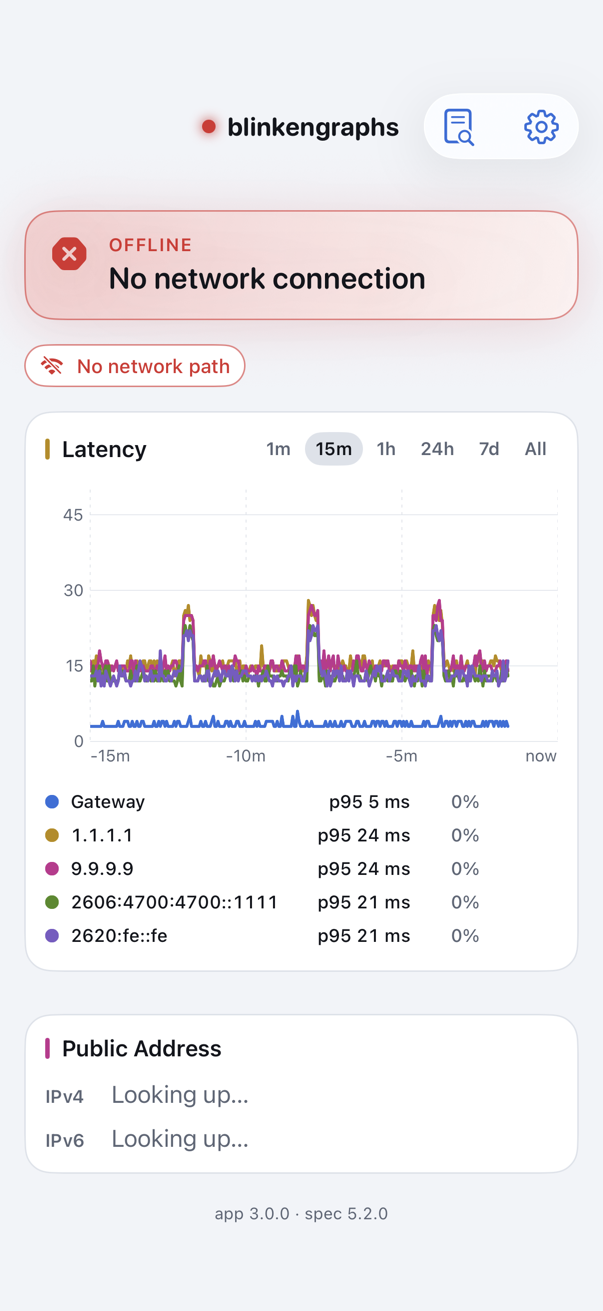 blinkengraphs
OFFLINE
No network connection
No network path
Latency 1m 15m 1h 24h 7d All
45
30
15
0
-15m -10m -5m now
Gateway p95 5 ms 0%
1.1.1.1 p95 24 ms 0%
9.9.9.9 p95 24 ms 0%
2606:4700:4700::1111 p95 21 ms 0%
2620:fe::fe p95 21 ms 0%
Public Address
IPv4 Looking up...
IPv6 Looking up...
app 3.0.0 · spec 5.2.0